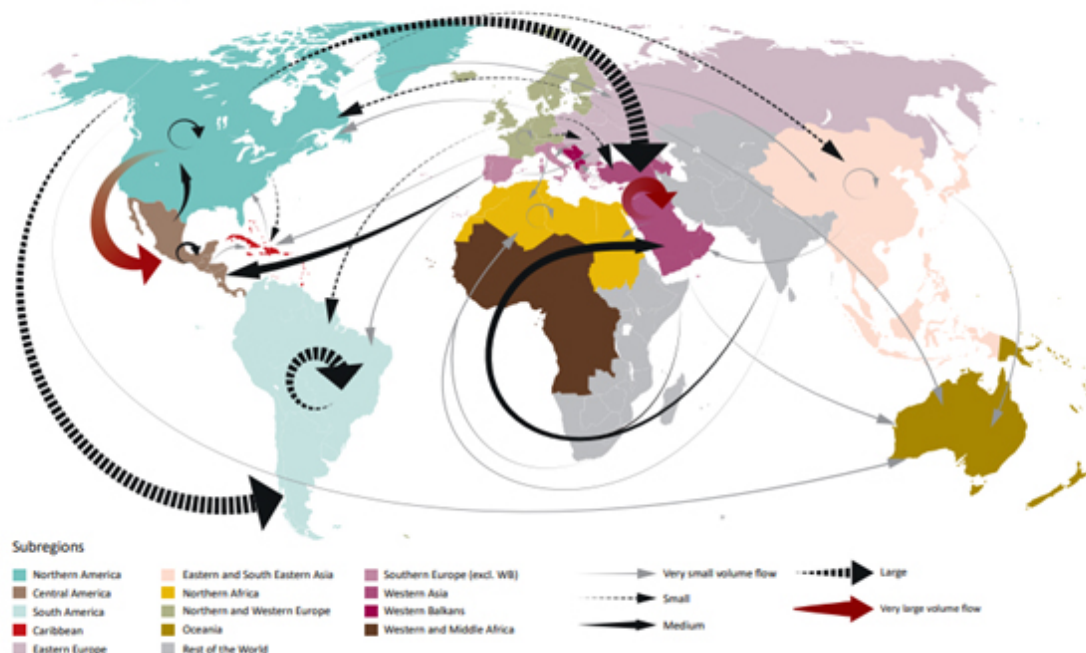 Subregions
Northern America
Central America
South America
Caribbean
Eastern Europe
Eastern and South Eastern Asia
Northern Africa
Northern and Western Europe
Oceania
Rest of the World
Southern Europe (excl. WB)
Western Asia
Western Balkans
Western and Middle Africa
Very small volume flow
Small
Medium
Large
Very large volume flow